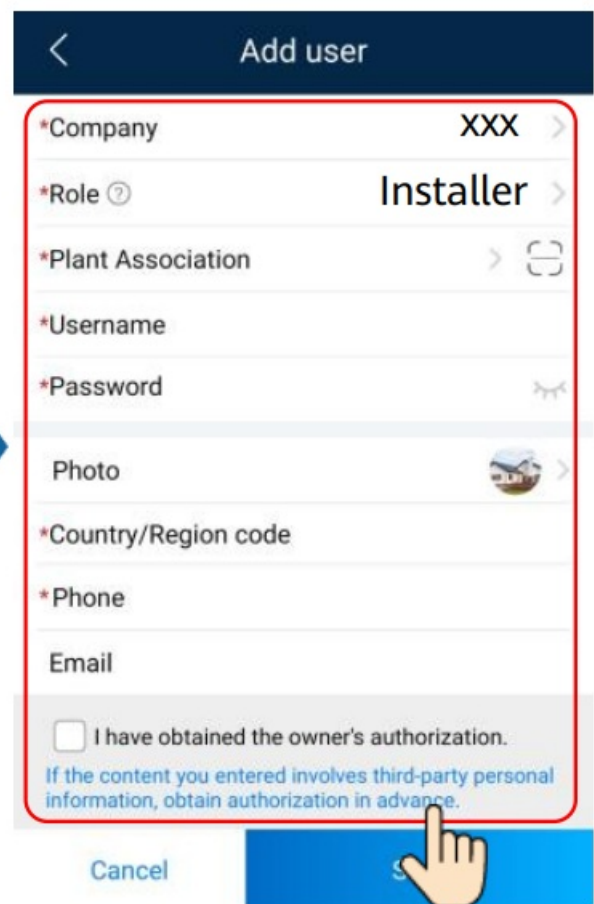 Add user
*Company XXX
*Role ? Installer
*Plant Association
*Username
*Password
Photo
*Country/Region code
*Phone
Email
I have obtained the owner's authorization.
If the content you entered involves third-party personal
information, obtain authorization in advance.
Cancel